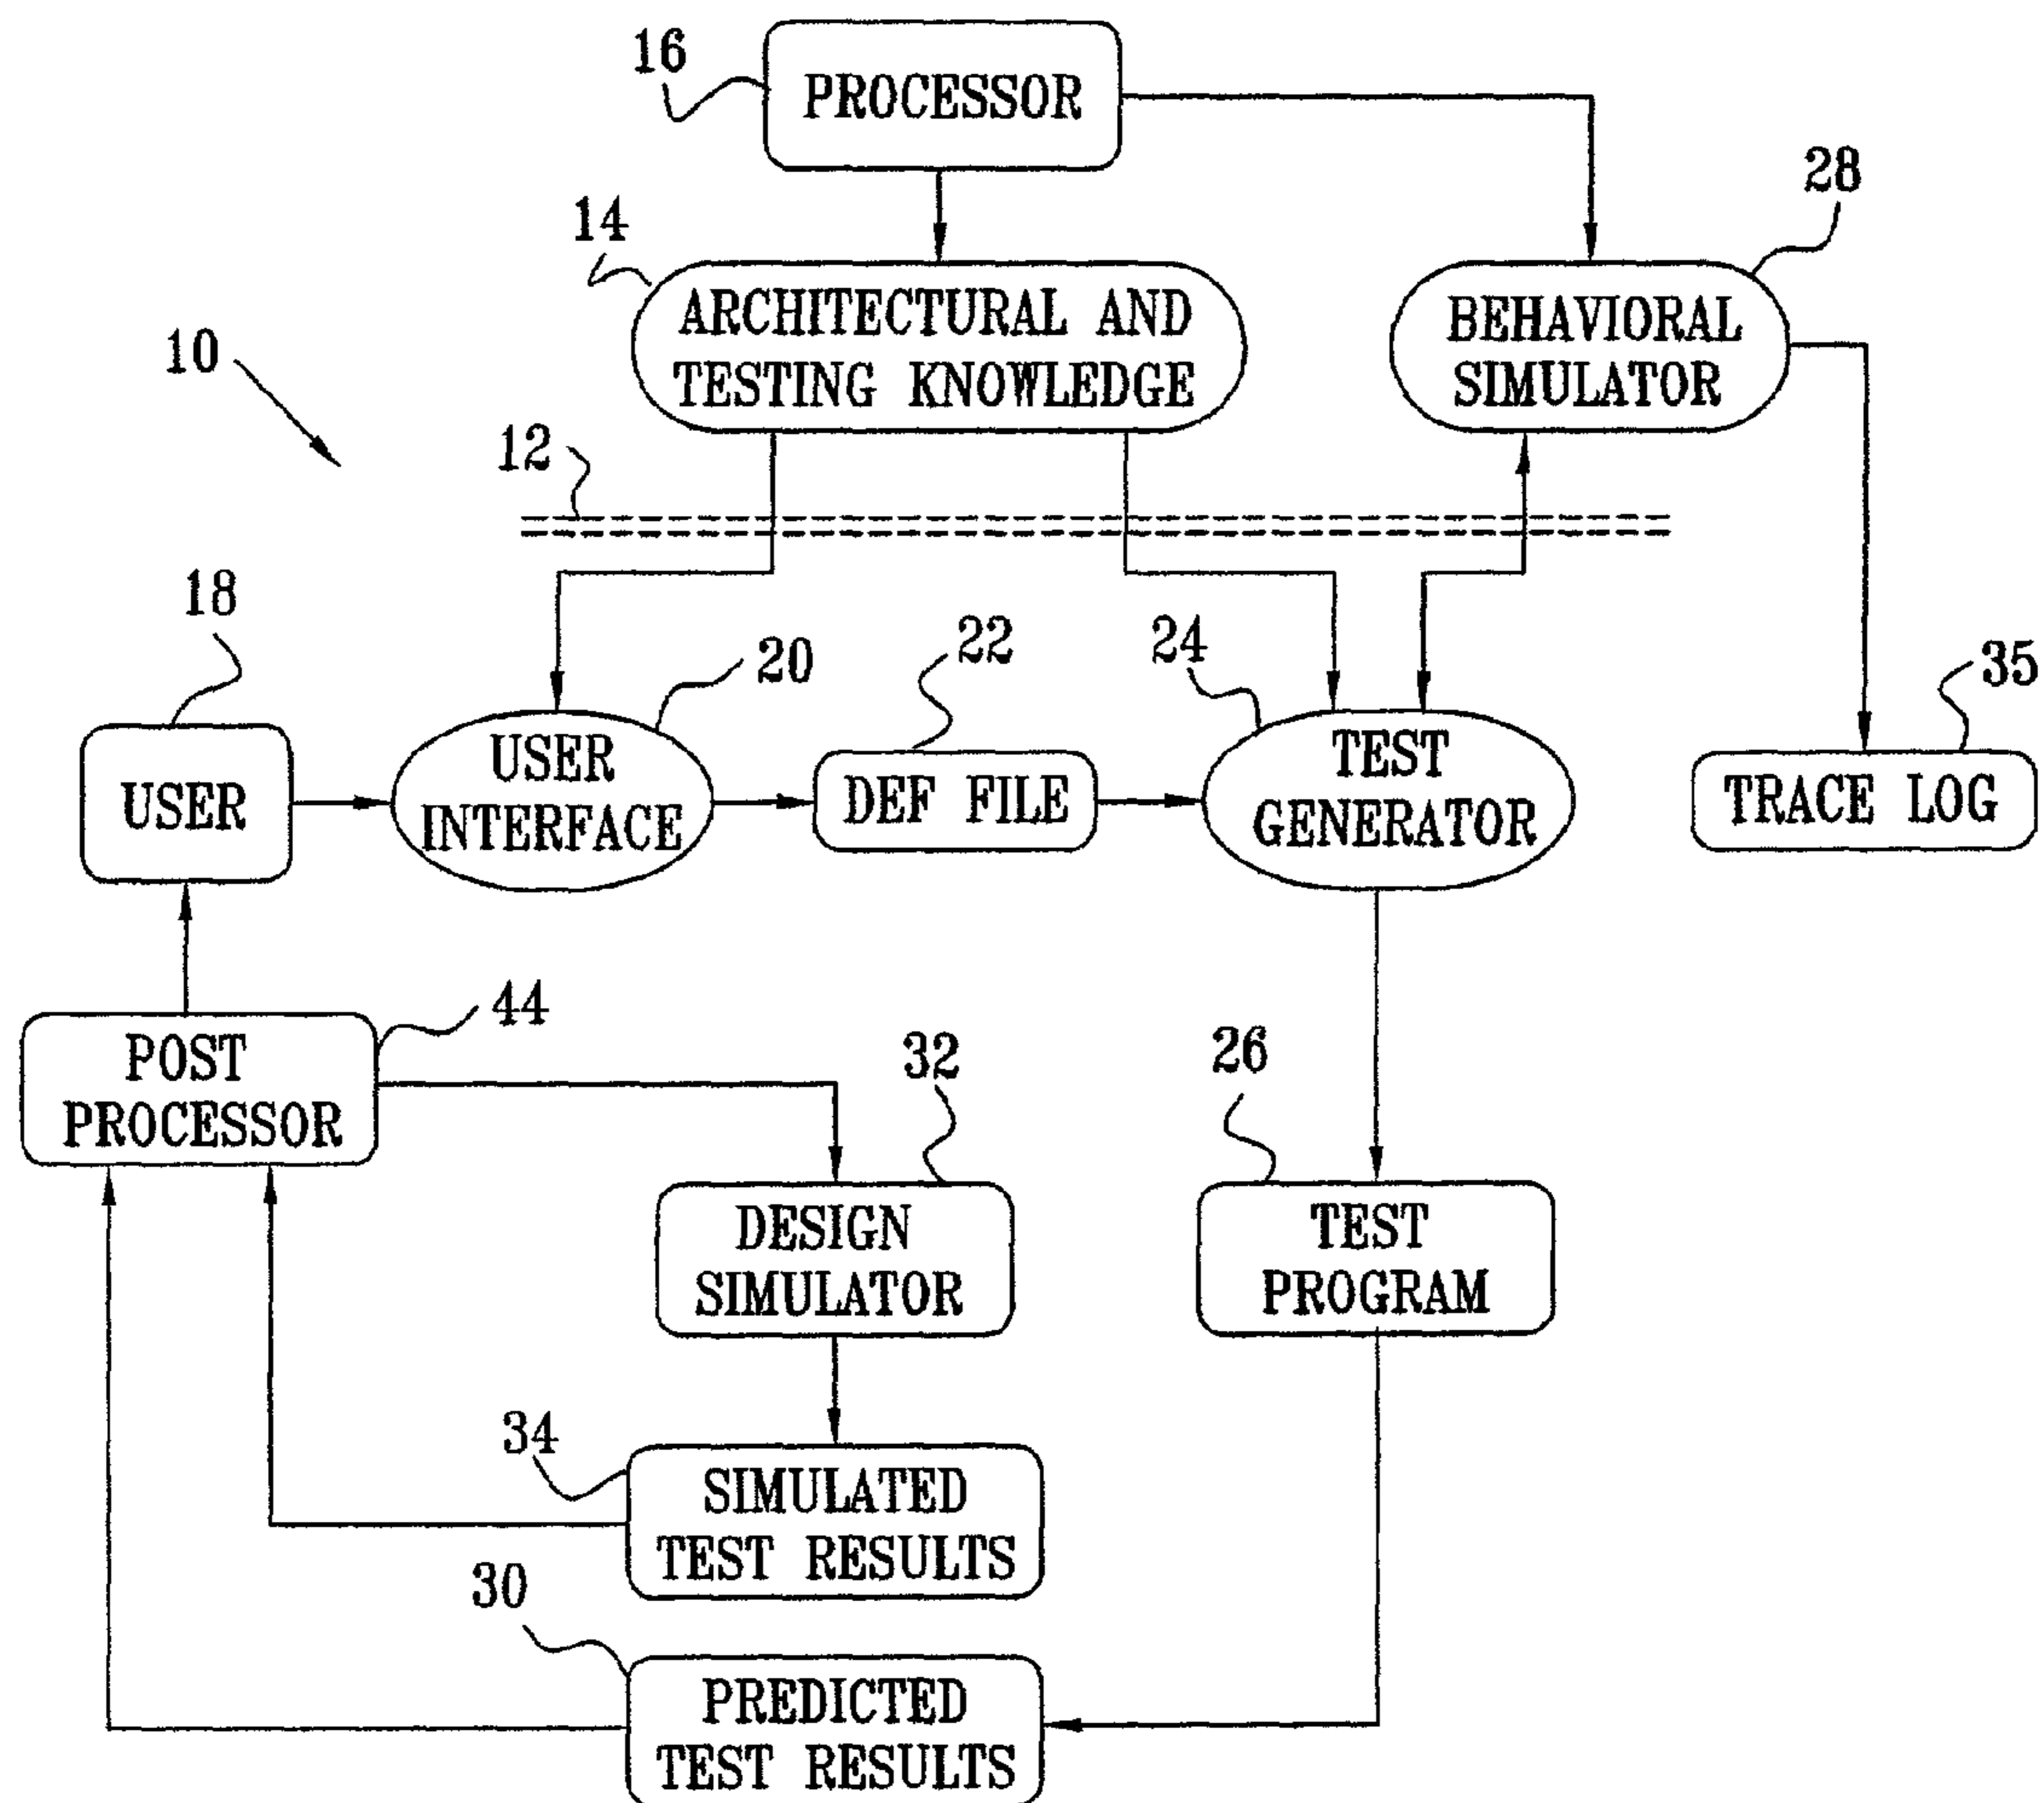 16
PROCESSOR
28
14
ARCHITECTURAL AND
TESTING KNOWLEDGE
BEHAVIORAL
SIMULATOR
10
12
18
20
22
24
35
USER
USER
INTERFACE
DEF FILE
TEST
GENERATOR
TRACE LOG
44
POST
PROCESSOR
32
26
DESIGN
SIMULATOR
TEST
PROGRAM
34
SIMULATED
TEST RESULTS
30
PREDICTED
TEST RESULTS